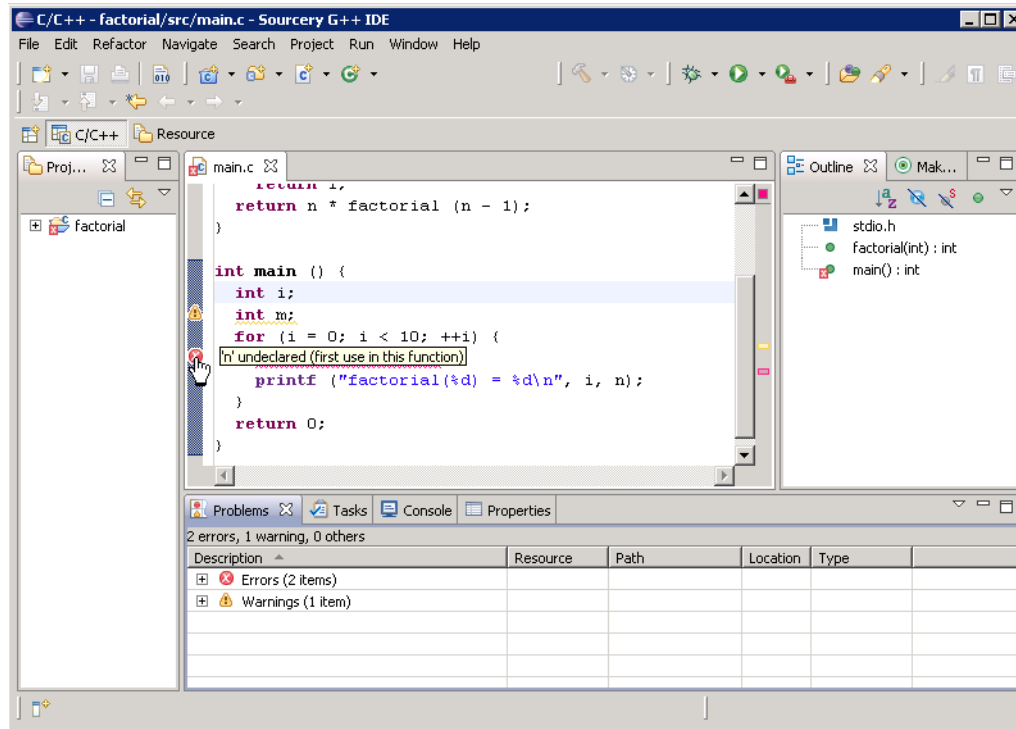 C/C++ - factorial/src/main.c - Sourcery G++ IDE
File Edit Refactor Navigate Search Project Run Window Help
C/C++ Resource
Proj...
main.c
Outline Mak...
factorial
return 1;
return n * factorial (n - 1);
}
int main () {
int i;
int m;
for (i = 0; i < 10; ++i) {
'n' undeclared (first use in this function)
printf ("factorial(%d) = %d\n", i, n);
}
return 0;
}
stdio.h
factorial(int) : int
main() : int
Problems Tasks Console Properties
2 errors, 1 warning, 0 others
Description Resource Path Location Type
Errors (2 items)
Warnings (1 item)